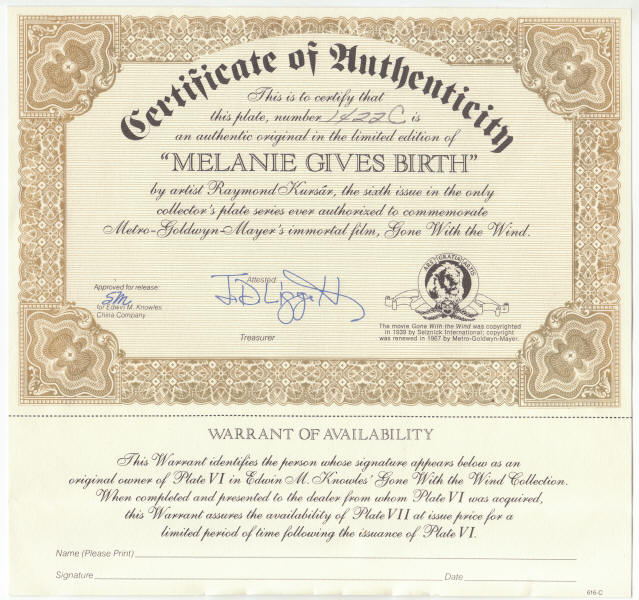 Certificate of Authenticity
This is to certify that
this plate, number 1422C is
an authentic original in the limited edition of
"MELANIE GIVES BIRTH"
by artist Raymond Kursár, the sixth issue in the only
collector's plate series ever authorized to commemorate
Metro-Goldwyn-Mayer's immortal film, Gone With the Wind.
Approved for release:
SM
for Edwin M. Knowles
China Company
Attested:
Treasurer
ARS GRATIA ARTIS
The movie Gone With the Wind was copyrighted
in 1939 by Selznick International; copyright
was renewed in 1967 by Metro-Goldwyn-Mayer.
WARRANT OF AVAILABILITY
This Warrant identifies the person whose signature appears below as an
original owner of Plate VI in Edwin M. Knowles' Gone With the Wind Collection.
When completed and presented to the dealer from whom Plate VI was acquired,
this Warrant assures the availability of Plate VII at issue price for a
limited period of time following the issuance of Plate VI.
Name (Please Print)
Signature Date
616-C